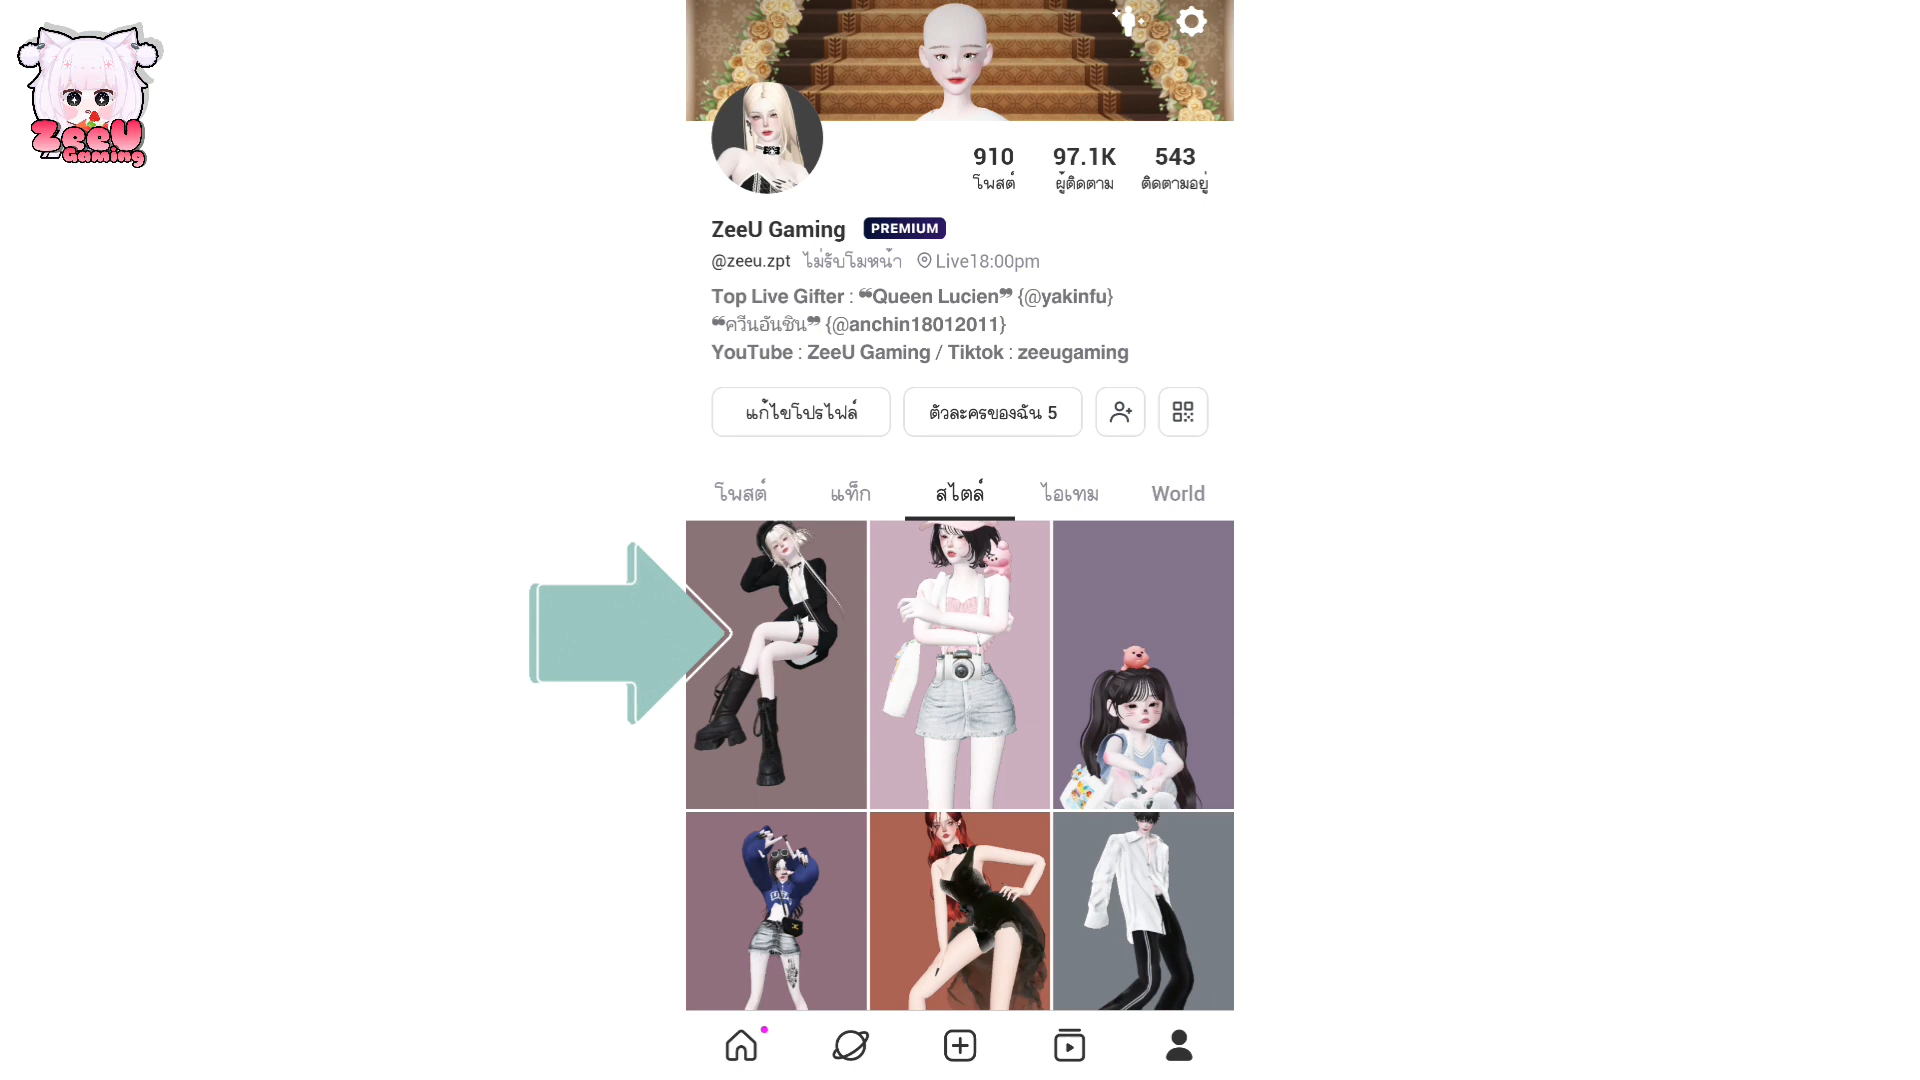 ZeeU
Gaming
910 97.1K 543
โพสต์ ผู้ติดตาม ติดตามอยู่
ZeeU Gaming PREMIUM
@zeeu.zpt ไม่รับโมหน้า Live18:00pm
Top Live Gifter : ❝Queen Lucien❞ {@yakinfu}
❝ควีนอันชิน❞ {@anchin18012011}
YouTube : ZeeU Gaming / Tiktok : zeeugaming
แก้ไขโปรไฟล์ ตัวละครของฉัน 5
โพสต์ แท็ก สไตล์ ไอเทม World